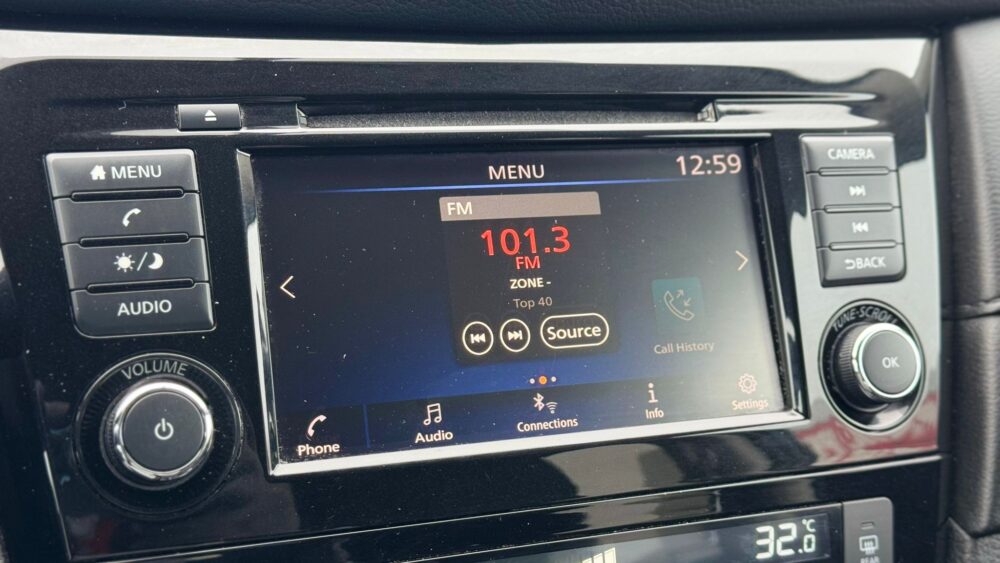 MENU
AUDIO
VOLUME
MENU
12:59
FM
101.3
FM
ZONE -
Top 40
Source
Call History
Phone
Audio
Connections
Info
Settings
CAMERA
BACK
TUNE-SCROLL
OK
32.0 °C
REAR